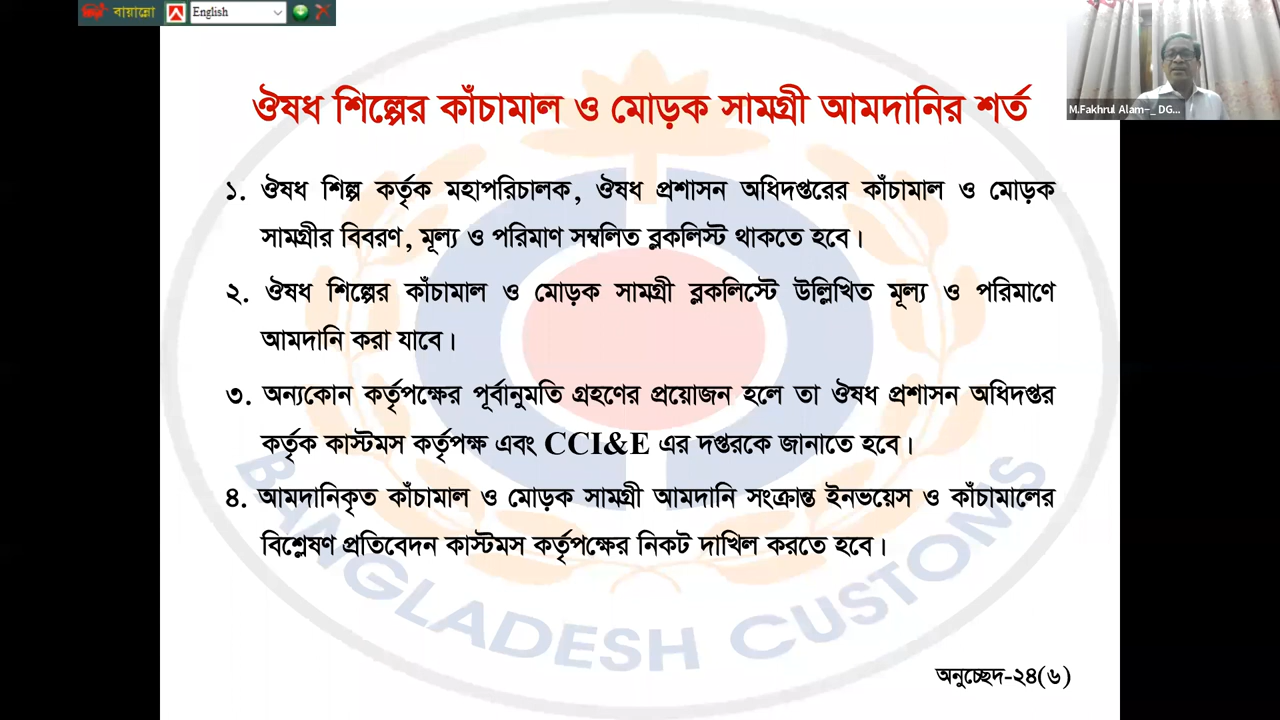 বায়ান্নো
English
M.Fakhrul Alam-_ DG...
ঔষধ শিল্পের কাঁচামাল ও মোড়ক সামগ্রী আমদানির শর্ত
১. ঔষধ শিল্প কর্তৃক মহাপরিচালক, ঔষধ প্রশাসন অধিদপ্তরের কাঁচামাল ও মোড়ক
সামগ্রীর বিবরণ, মূল্য ও পরিমাণ সম্বলিত ব্লকলিস্ট থাকতে হবে।
২. ঔষধ শিল্পের কাঁচামাল ও মোড়ক সামগ্রী ব্লকলিস্টে উল্লিখিত মূল্য ও পরিমাণে
আমদানি করা যাবে।
৩. অন্যকোন কর্তৃপক্ষের পূর্বানুমতি গ্রহণের প্রয়োজন হলে তা ঔষধ প্রশাসন অধিদপ্তর
কর্তৃক কাস্টমস কর্তৃপক্ষ এবং CCI&E এর দপ্তরকে জানাতে হবে।
৪. আমদানিকৃত কাঁচামাল ও মোড়ক সামগ্রী আমদানি সংক্রান্ত ইনভয়েস ও কাঁচামালের
বিশ্লেষণ প্রতিবেদন কাস্টমস কর্তৃপক্ষের নিকট দাখিল করতে হবে।
BANGLADESH CUSTOMS
অনুচ্ছেদ-২৪(৬)